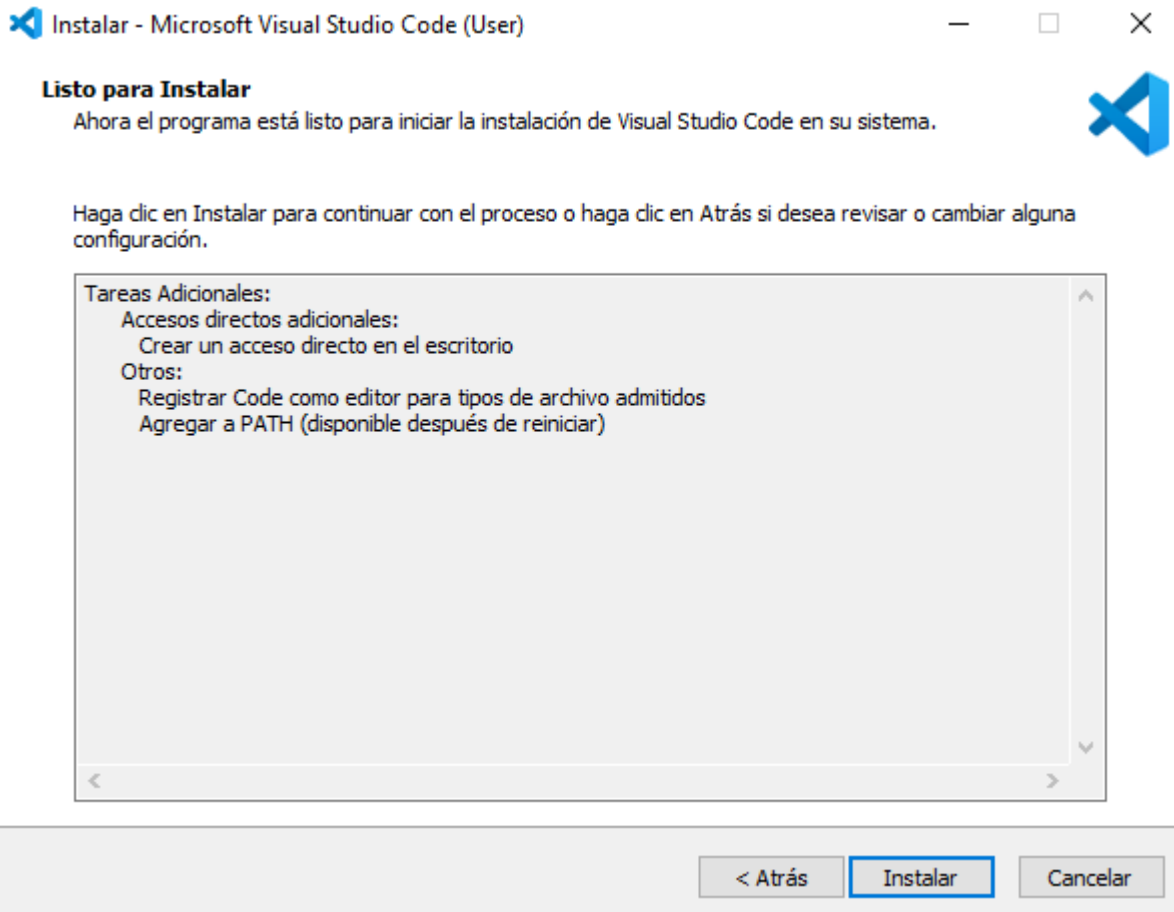 Instalar - Microsoft Visual Studio Code (User)
Listo para Instalar
Ahora el programa está listo para iniciar la instalación de Visual Studio Code en su sistema.
Haga clic en Instalar para continuar con el proceso o haga clic en Atrás si desea revisar o cambiar alguna
configuración.
Tareas Adicionales:
Accesos directos adicionales:
Crear un acceso directo en el escritorio
Otros:
Registrar Code como editor para tipos de archivo admitidos
Agregar a PATH (disponible después de reiniciar)
< Atrás
Instalar
Cancelar